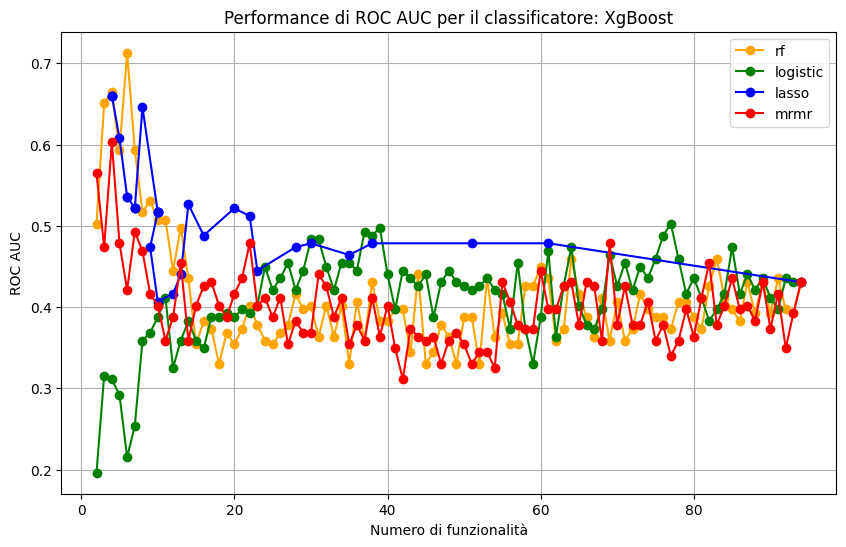 Performance di ROC AUC per il classificatore: XgBoost
rf
logistic
lasso
mrmr
ROC AUC
0.7
0.6
0.5
0.4
0.3
0.2
0
20
40
60
80
Numero di funzionalità